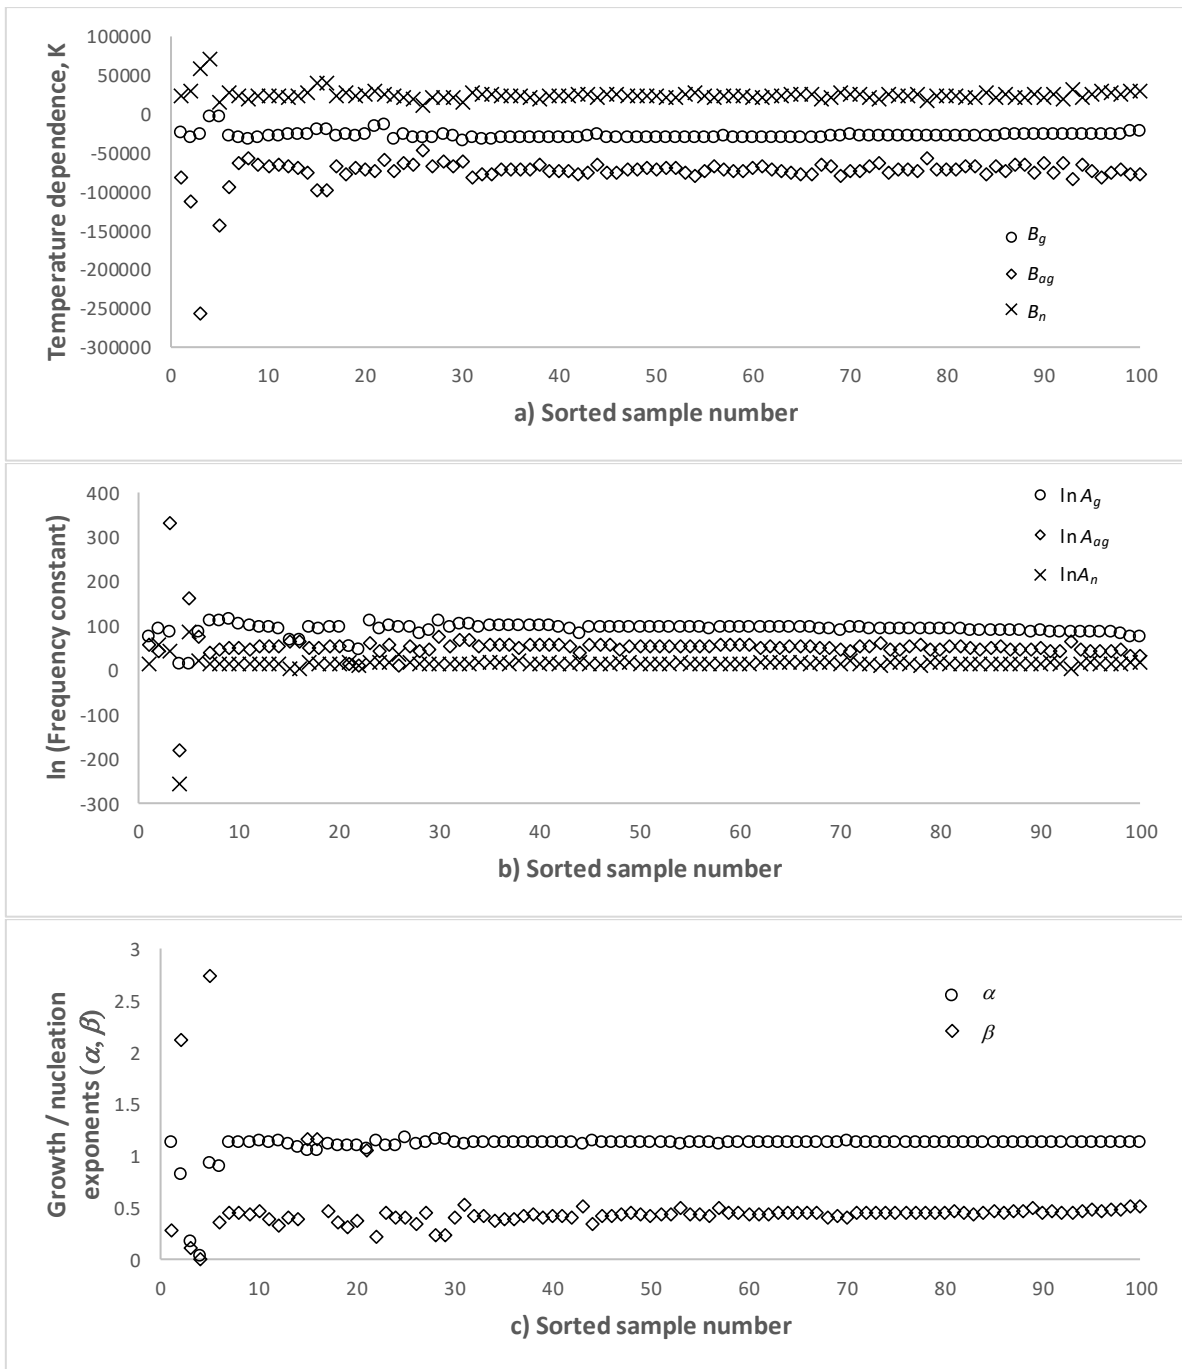 Temperature dependence, K
100000
50000
0
-50000
-100000
-150000
-200000
-250000
-300000
B_g
B_ag
B_n
0 10 20 30 40 50 60 70 80 90 100
a) Sorted sample number
ln (Frequency constant)
400
300
200
100
0
-100
-200
-300
ln A_g
ln A_ag
lnA_n
0 10 20 30 40 50 60 70 80 90 100
b) Sorted sample number
Growth / nucleation
exponents (α, β)
3
2.5
2
1.5
1
0.5
0
α
β
0 10 20 30 40 50 60 70 80 90 100
c) Sorted sample number